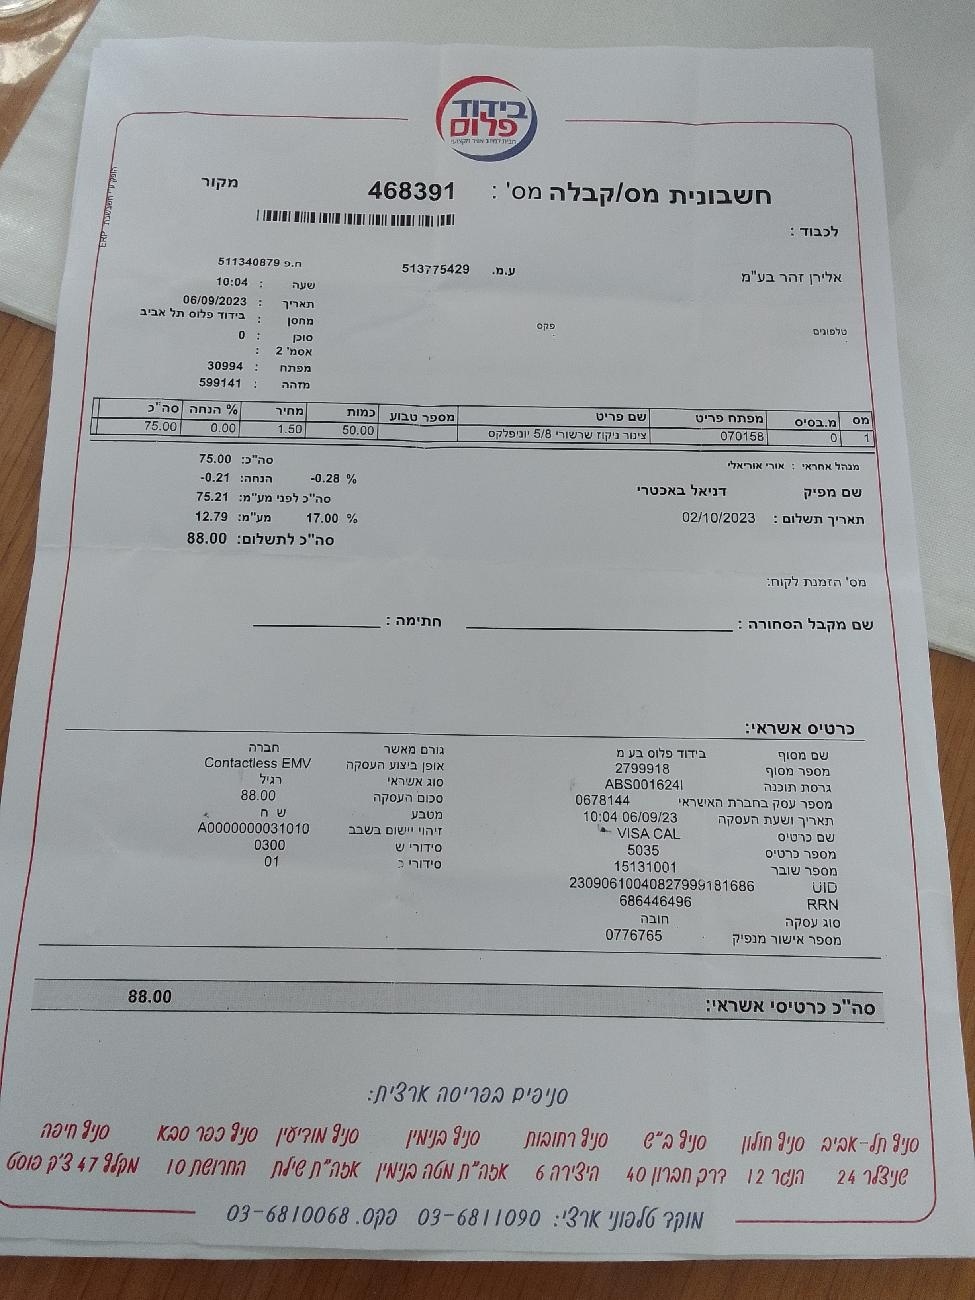 בידוד
פלוס
חשבונית מס/קבלה מס' : 468391 מקור
לכבוד :
אלירן זהר בע"מ ע.מ. 513775429 ח.פ 511340879
שעה : 10:04
תאריך : 06/09/2023
מחסן : בידוד פלוס תל אביב
טלפונים פקס סוכן : 0
אסמ' 2 :
מפתח : 30994
מזהה : 599141
מס מ.בסיס מפתח פריט שם פריט מספר טבוע כמות מחיר % הנחה סה"כ
1 0 070158 צינור ניקוז שרשורי 5/8 יוניפלקס 50.00 1.50 0.00 75.00
מנהל אחראי : אורי אוריאלי
שם מפיק דניאל באכטרי
תאריך תשלום : 02/10/2023
סה"כ: 75.00
% -0.28 הנחה: -0.21
סה"כ לפני מע"מ: 75.21
% 17.00 מע"מ: 12.79
סה"כ לתשלום: 88.00
מס' הזמנת לקוח:
שם מקבל הסחורה : חתימה :
כרטיס אשראי:
שם מסוף בידוד פלוס בע מ
מספר מסוף 2799918
גרסת תוכנה ABS001624I
מספר עסק בחברת האשראי 0678144
תאריך ושעת העסקה 06/09/23 10:04
שם כרטיס VISA CAL
מספר כרטיס 5035
מספר שובר 15131001
UID 23090610040827999181686
RRN 686446496
סוג עסקה חובה
מספר אישור מנפיק 0776765
גורם מאשר חברה
אופן ביצוע העסקה Contactless EMV
סוג אשראי רגיל
סכום העסקה 88.00
מטבע ש ח
זיהוי יישום בשבב A0000000031010
סידורי ש 0300
סידורי כ 01
סה"כ כרטיסי אשראי: 88.00
סניפים בפריסה ארצית:
סניף תל-אביב סניף חולון סניף ב"ש סניף רחובות סניף בנימין סניף מודיעין סניף כפר סבא סניף חיפה
שניצלר 24 הנגר 12 דרך חברון 40 היצירה 6 אזה"ת מטה בנימין אזה"ת שילת החרושת 10 מקלף 47 צ'ק פוסט
מוקד טלפוני ארצי: 03-6811090 פקס. 03-6810068